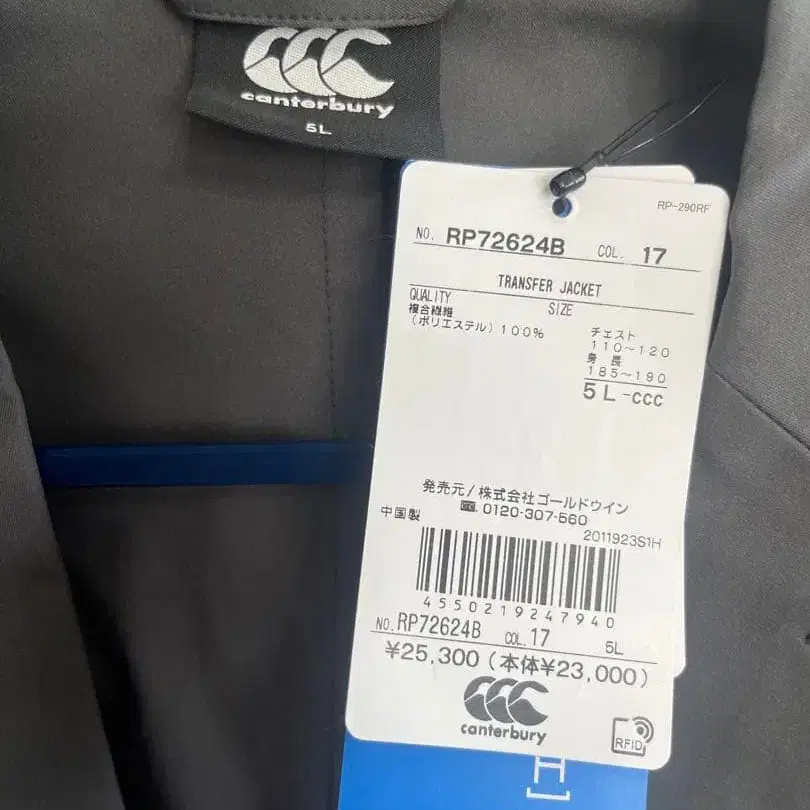 canterbury
5L
RP-290RF
NO. RP72624B COL. 17
TRANSFER JACKET
QUALITY SIZE
複合繊維
(ポリエステル) 100%
チェスト
110～120
身長
185～190
5L-CCC
発売元/株式会社ゴールドウイン
0120-307-560
中国製
2011923S1H
4550219247940
NO. RP72624B COL. 17 5L
¥25,300 (本体¥23,000)
canterbury
RFID
H]